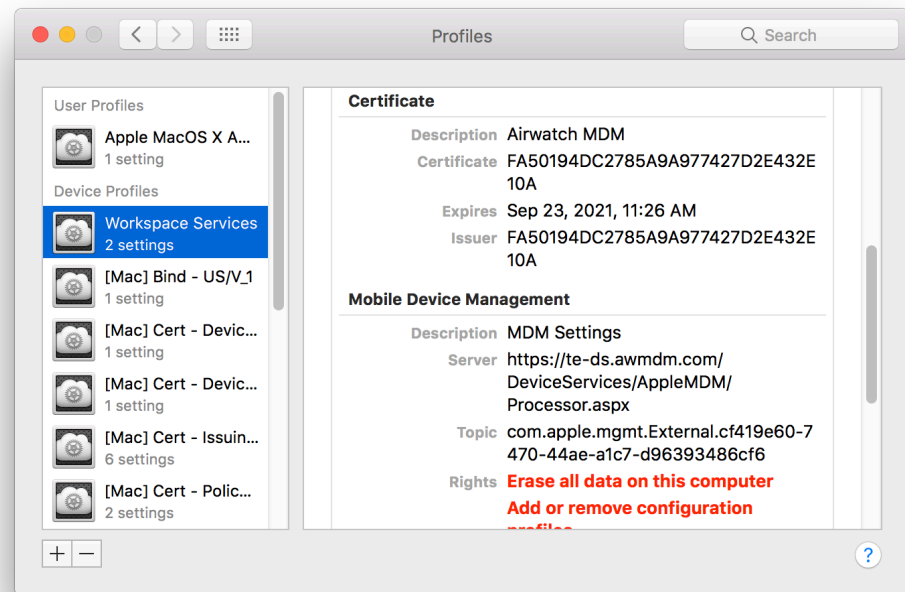 Profiles
Search
User Profiles
Apple MacOS X A...
1 setting
Device Profiles
Workspace Services
2 settings
[Mac] Bind - US/V_1
1 setting
[Mac] Cert - Devic...
1 setting
[Mac] Cert - Devic...
1 setting
[Mac] Cert - Issuin...
6 settings
[Mac] Cert - Polic...
2 settings
Certificate
Description Airwatch MDM
Certificate FA50194DC2785A9A977427D2E432E
10A
Expires Sep 23, 2021, 11:26 AM
Issuer FA50194DC2785A9A977427D2E432E
10A
Mobile Device Management
Description MDM Settings
Server https://te-ds.awmdm.com/
DeviceServices/AppleMDM/
Processor.aspx
Topic com.apple.mgmt.External.cf419e60-7
470-44ae-a1c7-d96393486cf6
Rights Erase all data on this computer
Add or remove configuration
profiles
+ −
?